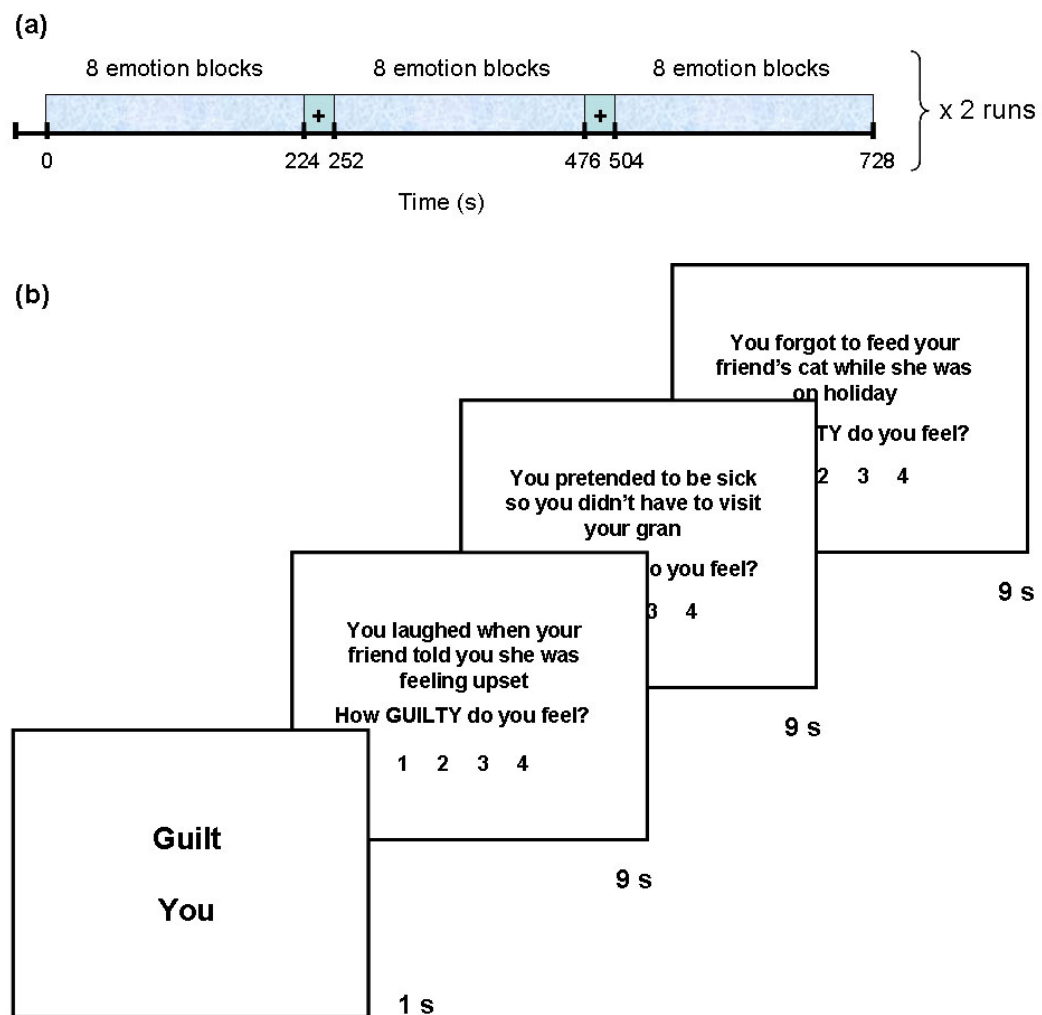 (a)
8 emotion blocks 8 emotion blocks 8 emotion blocks
+ +
x 2 runs
0 224 252 476 504 728
Time (s)
(b)
You forgot to feed your
friend's cat while she was
on holiday
TY do you feel?
2 3 4
9 s
You pretended to be sick
so you didn't have to visit
your gran
o you feel?
3 4
9 s
You laughed when your
friend told you she was
feeling upset
How GUILTY do you feel?
1 2 3 4
9 s
Guilt
You
1 s